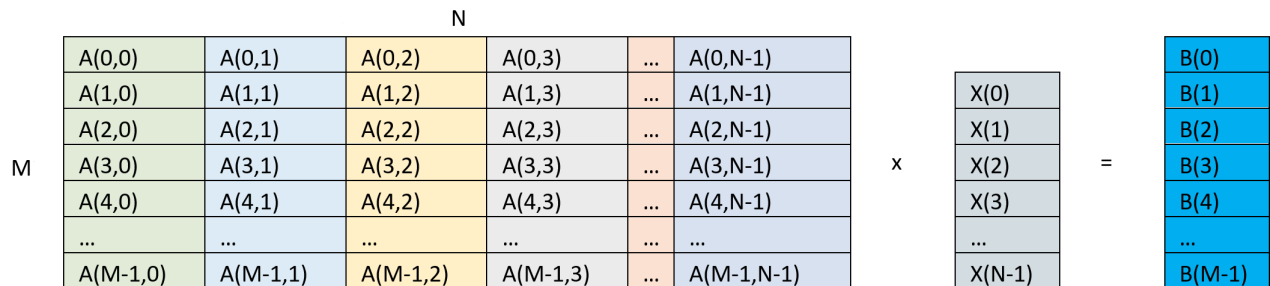 N
A(0,0) A(0,1) A(0,2) A(0,3) ... A(0,N-1) B(0)
A(1,0) A(1,1) A(1,2) A(1,3) ... A(1,N-1) X(0) B(1)
A(2,0) A(2,1) A(2,2) A(2,3) ... A(2,N-1) X(1) B(2)
M A(3,0) A(3,1) A(3,2) A(3,3) ... A(3,N-1) x X(2) = B(3)
A(4,0) A(4,1) A(4,2) A(4,3) ... A(4,N-1) X(3) B(4)
... ... ... ... ... ... ... ...
A(M-1,0) A(M-1,1) A(M-1,2) A(M-1,3) ... A(M-1,N-1) X(N-1) B(M-1)